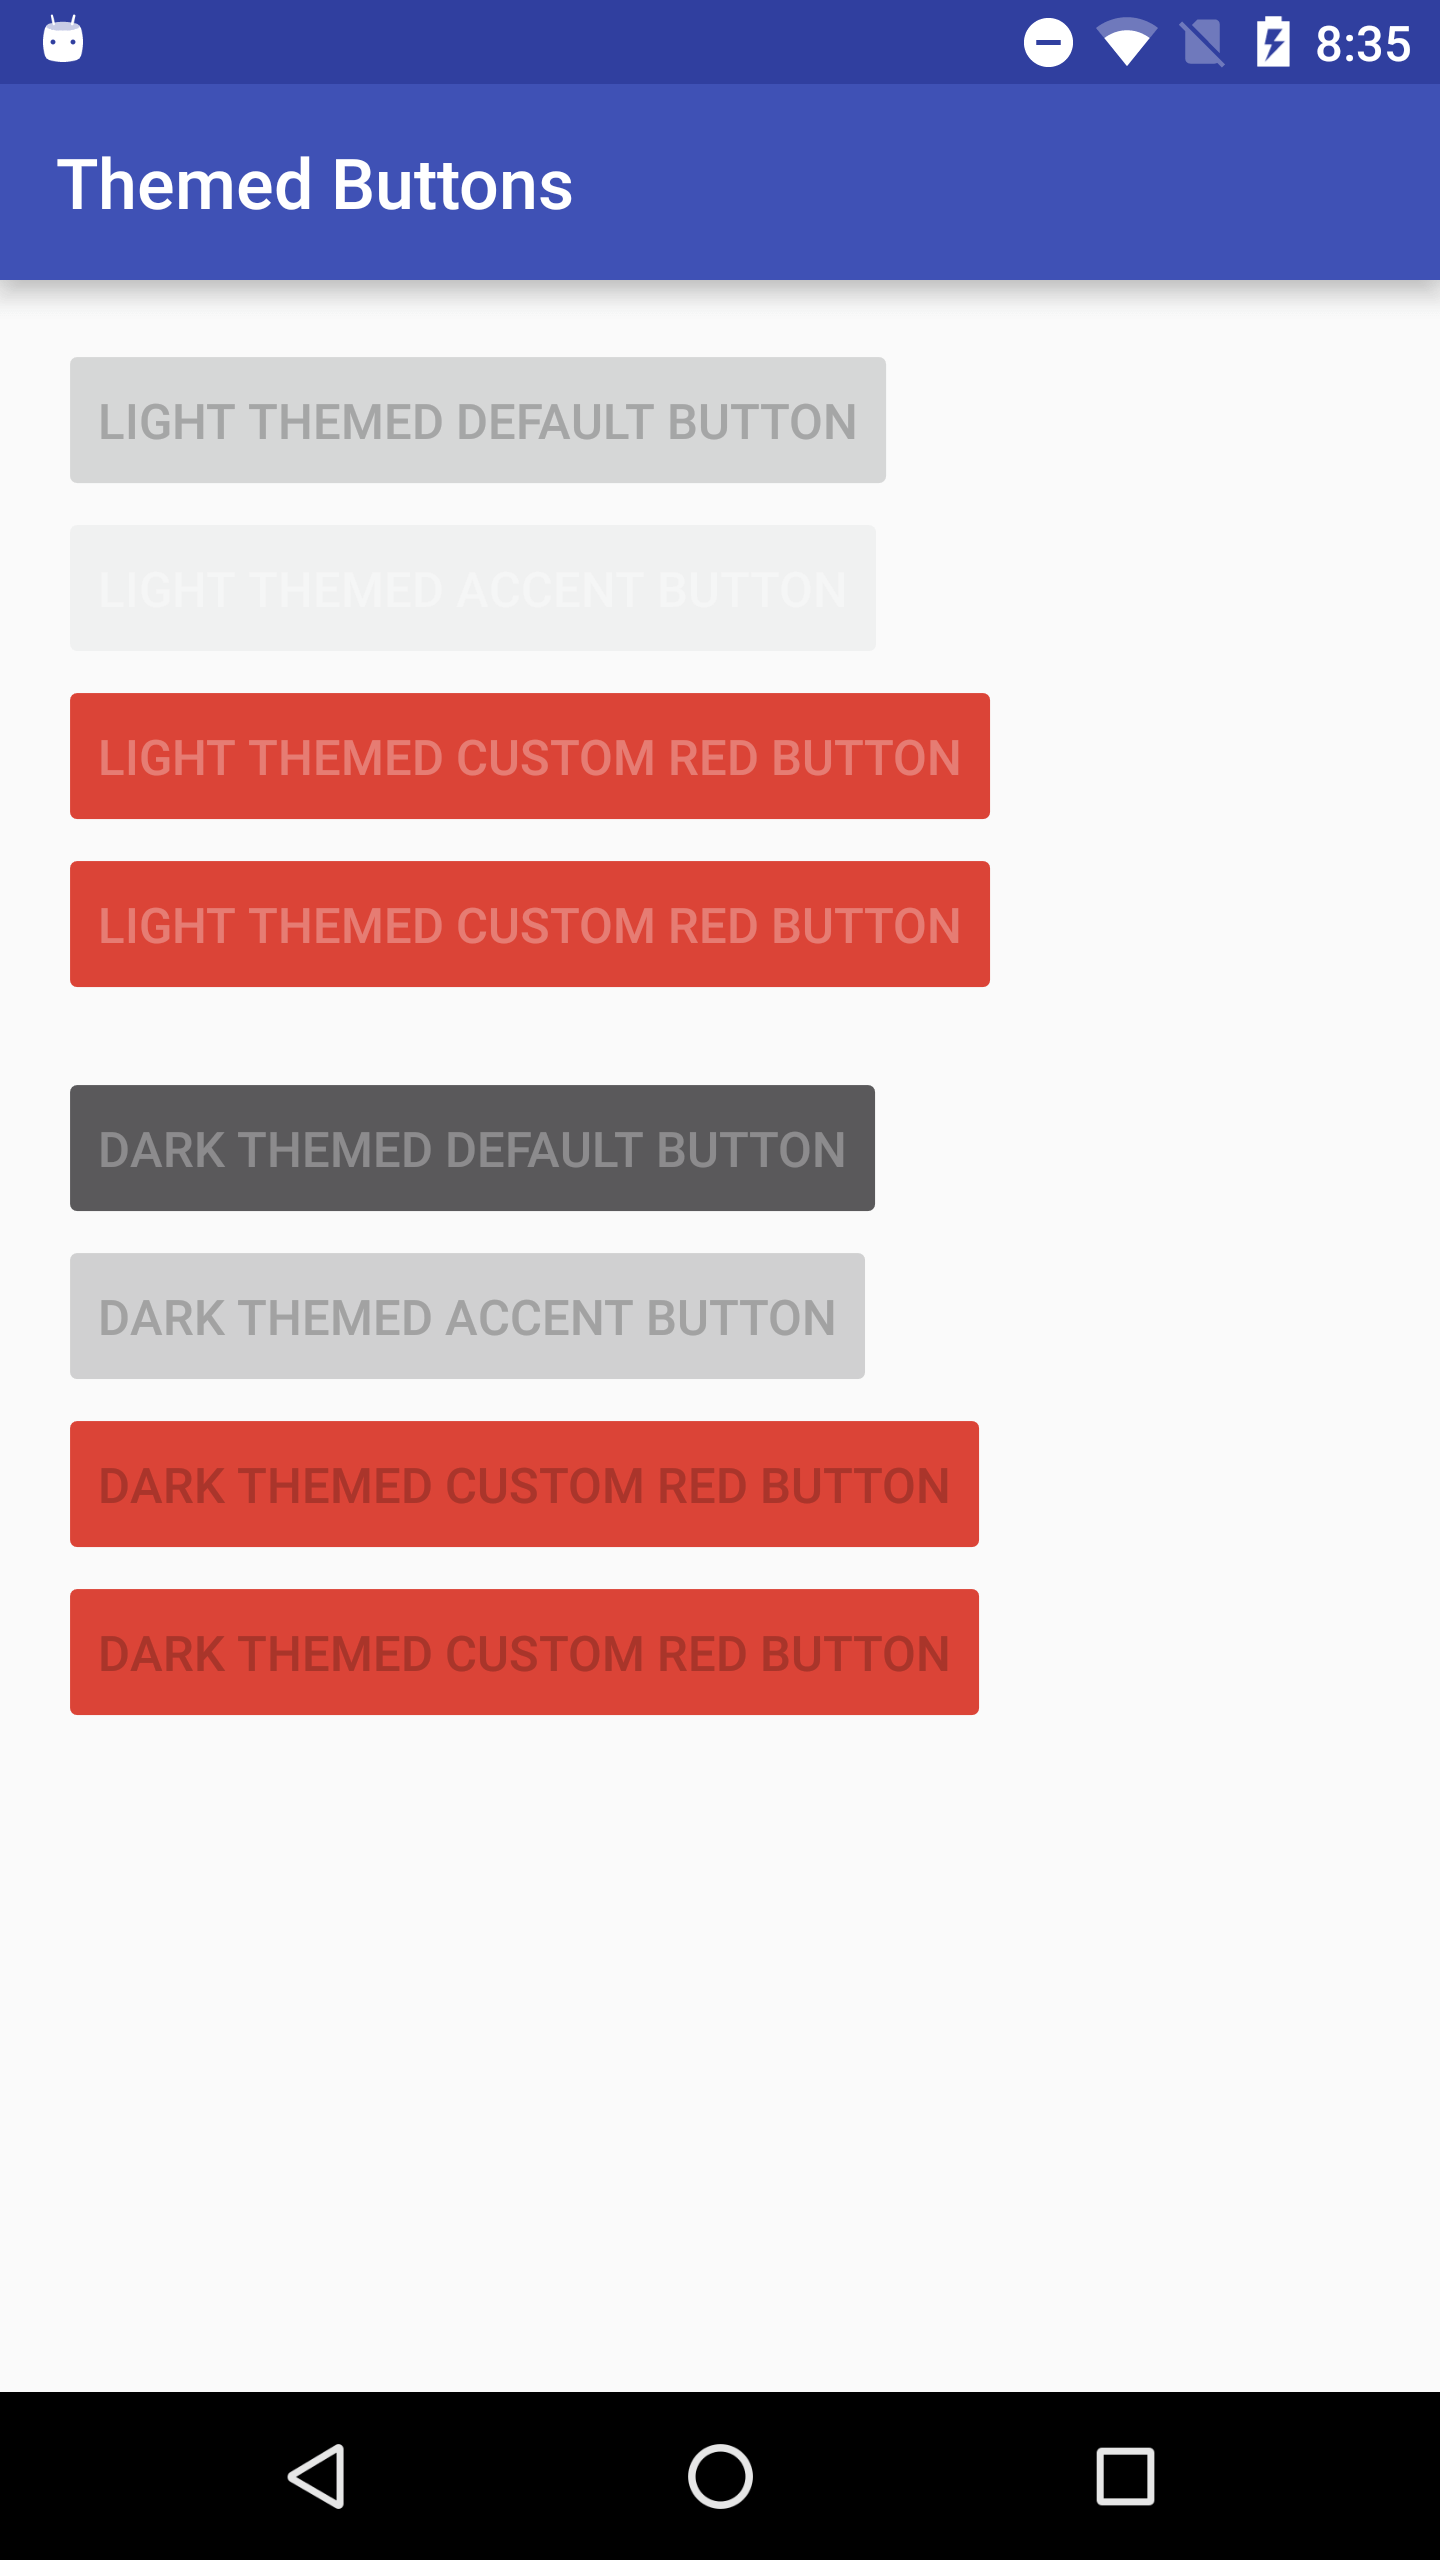 8:35
Themed Buttons
LIGHT THEMED DEFAULT BUTTON
LIGHT THEMED ACCENT BUTTON
LIGHT THEMED CUSTOM RED BUTTON
LIGHT THEMED CUSTOM RED BUTTON
DARK THEMED DEFAULT BUTTON
DARK THEMED ACCENT BUTTON
DARK THEMED CUSTOM RED BUTTON
DARK THEMED CUSTOM RED BUTTON